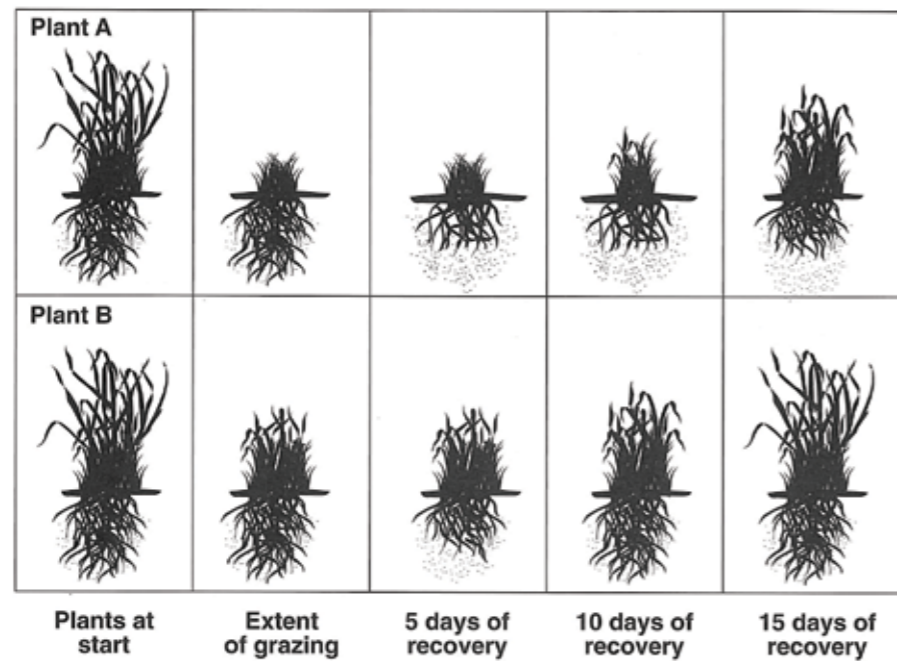 Plant A
Plant B
Plants at
start
Extent
of grazing
5 days of
recovery
10 days of
recovery
15 days of
recovery